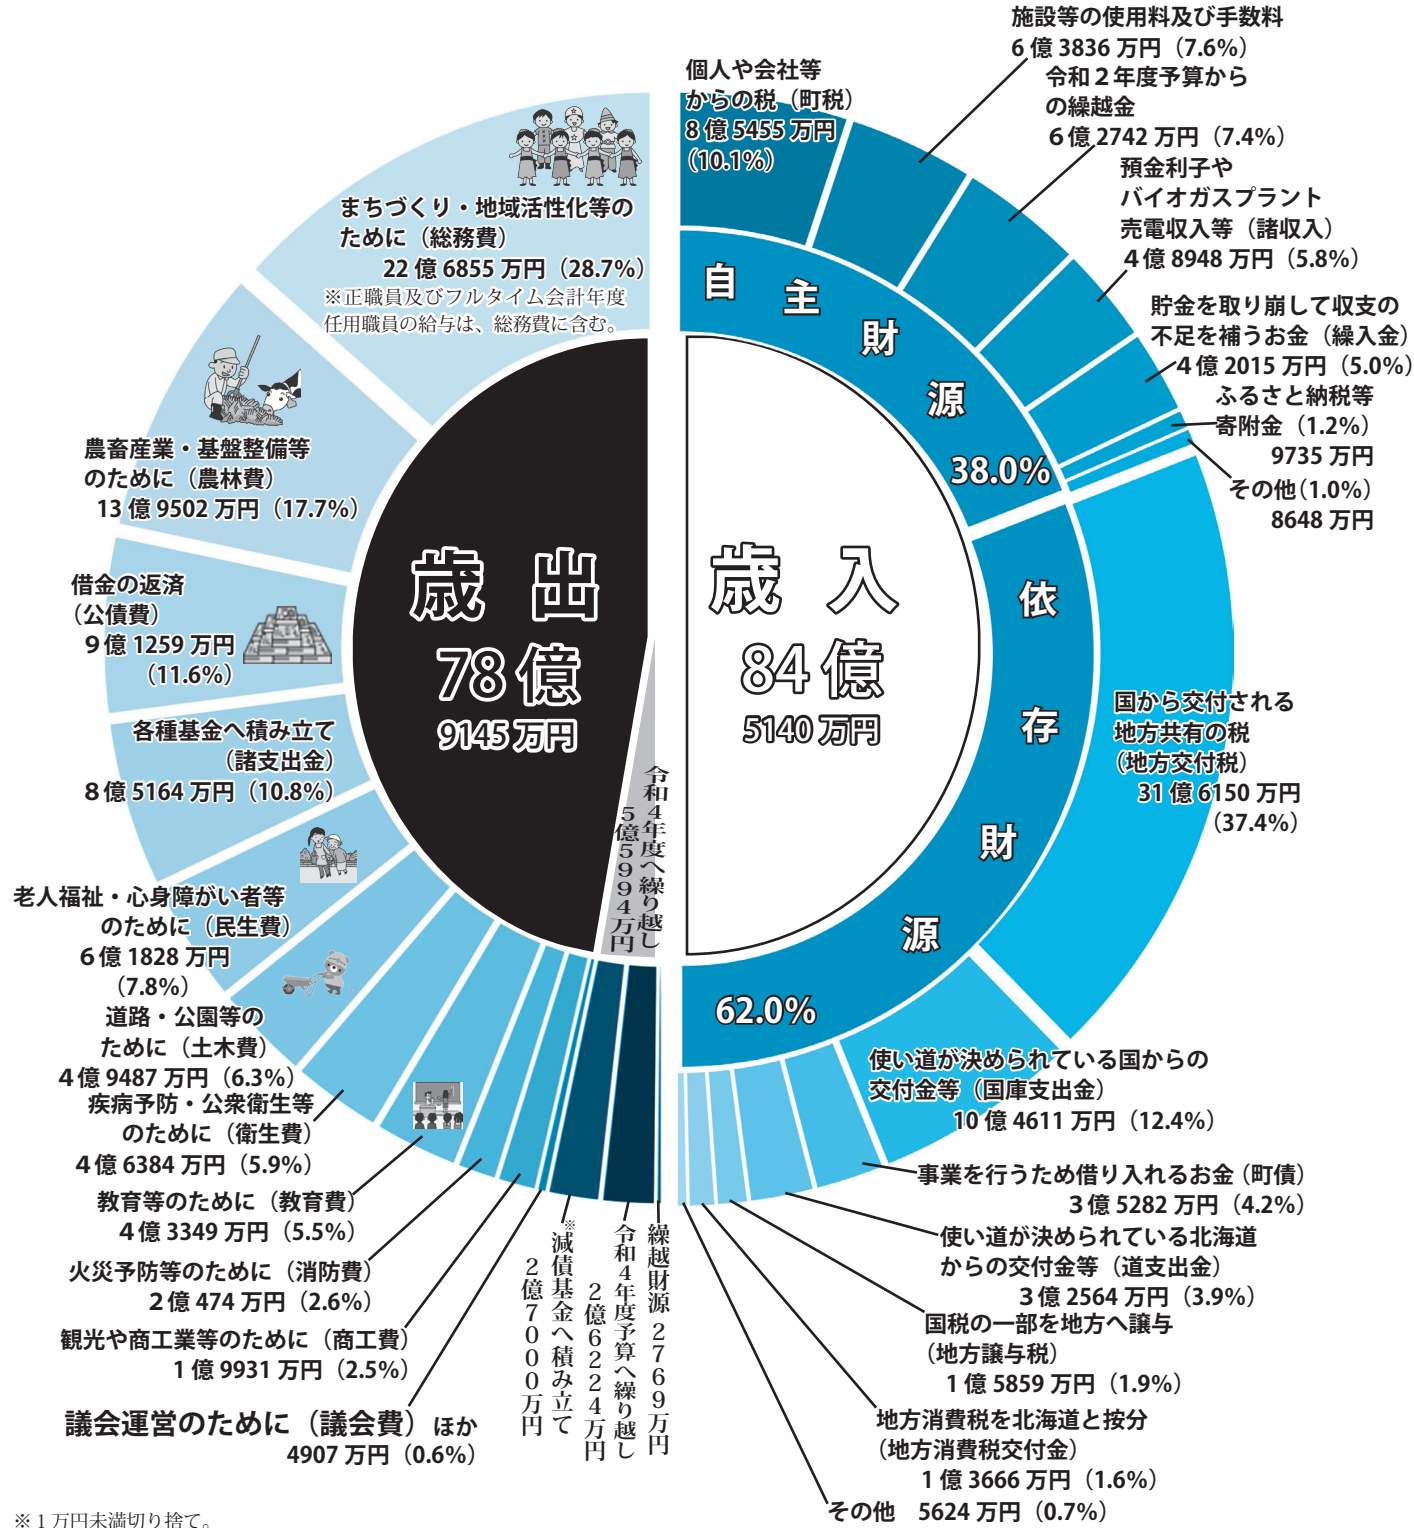 施設等の使用料及び手数料
6億3836万円（7.6%）
個人や会社等
からの税（町税）
8億5455万円
（10.1%）
令和２年度予算から
の繰越金
6億2742万円（7.4%）
預金利子や
バイオガスプラント
売電収入等（諸収入）
4億8948万円（5.8%）
貯金を取り崩して収支の
不足を補うお金（繰入金）
4億2015万円（5.0%）
ふるさと納税等
寄附金（1.2%）
9735万円
その他（1.0%）
8648万円
自主財源
38.0%
歳入
84億
5140万円
依存財源
62.0%
国から交付される
地方共有の税
（地方交付税）
31億6150万円
（37.4%）
使い道が決められている国からの
交付金等（国庫支出金）
10億4611万円（12.4%）
事業を行うため借り入れるお金（町債）
3億5282万円（4.2%）
使い道が決められている北海道
からの交付金等（道支出金）
3億2564万円（3.9%）
国税の一部を地方へ譲与
（地方譲与税）
1億5859万円（1.9%）
地方消費税を北海道と按分
（地方消費税交付金）
1億3666万円（1.6%）
その他　5624万円（0.7%）
まちづくり・地域活性化等の
ために（総務費）
22億6855万円（28.7%）
※正職員及びフルタイム会計年度
任用職員の給与は、総務費に含む。
農畜産業・基盤整備等
のために（農林費）
13億9502万円（17.7%）
歳出
78億
9145万円
借金の返済
（公債費）
9億1259万円
（11.6%）
各種基金へ積み立て
（諸支出金）
8億5164万円（10.8%）
老人福祉・心身障がい者等
のために（民生費）
6億1828万円
（7.8%）
道路・公園等の
ために（土木費）
4億9487万円（6.3%）
疾病予防・公衆衛生等
のために（衛生費）
4億6384万円（5.9%）
教育等のために（教育費）
4億3349万円（5.5%）
火災予防等のために（消防費）
2億474万円（2.6%）
観光や商工業等のために（商工費）
1億9931万円（2.5%）
議会運営のために（議会費）ほか
4907万円（0.6%）
令和４年度へ繰り越し
５億５９９４万円
繰越財源２７６９万円
令和４年度予算へ繰り越し
２億６２２４万円
※減債基金へ積み立て
２億７０００万円
※１万円未満切り捨て。